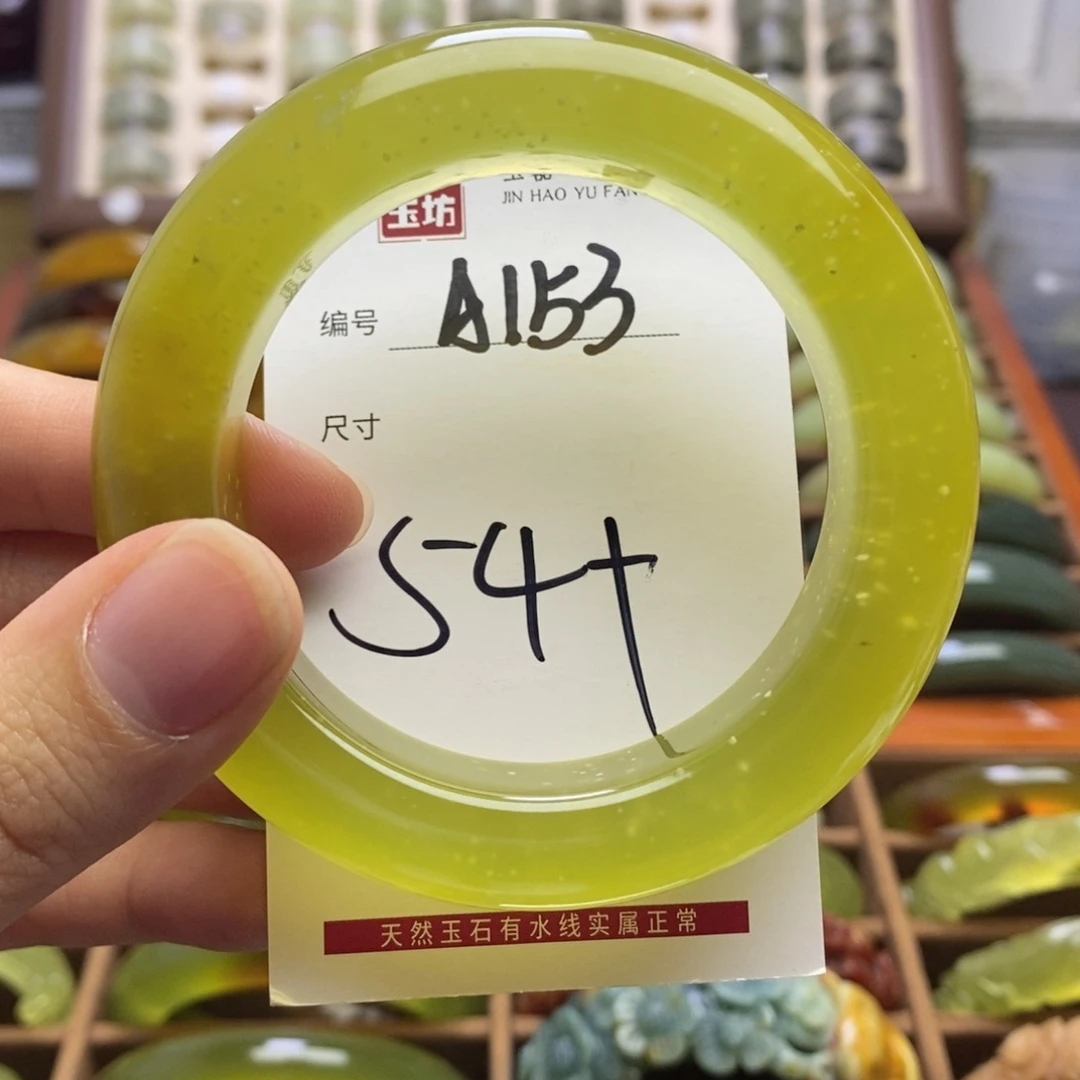 玉坊
JIN HAO YU FAN
编号 A153
尺寸
54+
天然玉石有水线实属正常